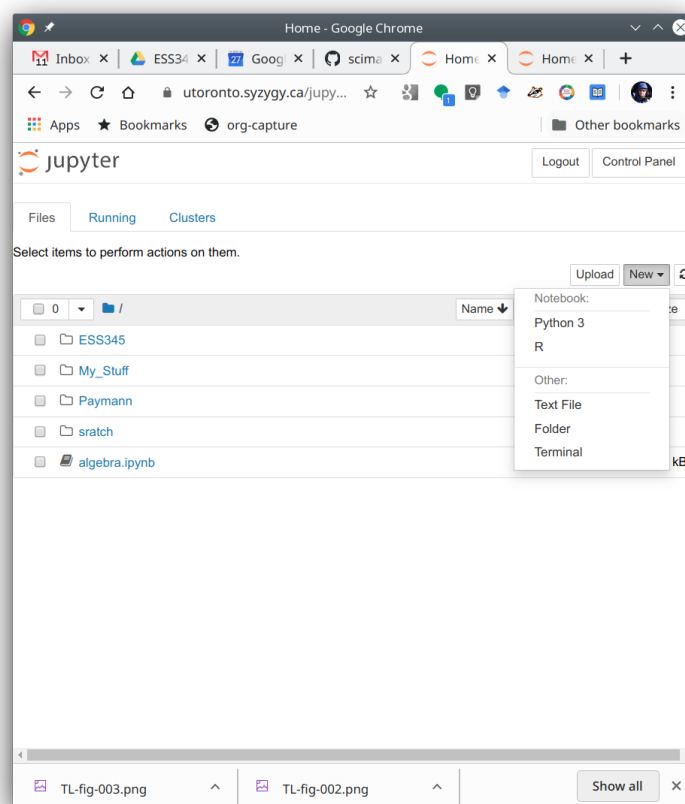 Home - Google Chrome
11 Inbox ESS34 27 Goog scima Home Home
utoronto.syzygy.ca/jupy... 1
Apps Bookmarks org-capture Other bookmarks
jupyter Logout Control Panel
Files Running Clusters
Select items to perform actions on them.
Upload New
0 / Name
Notebook:
ESS345
Python 3
R
My_Stuff
Other:
Paymann
Text File
sratch
Folder
Terminal
algebra.ipynb kB
TL-fig-003.png TL-fig-002.png Show all